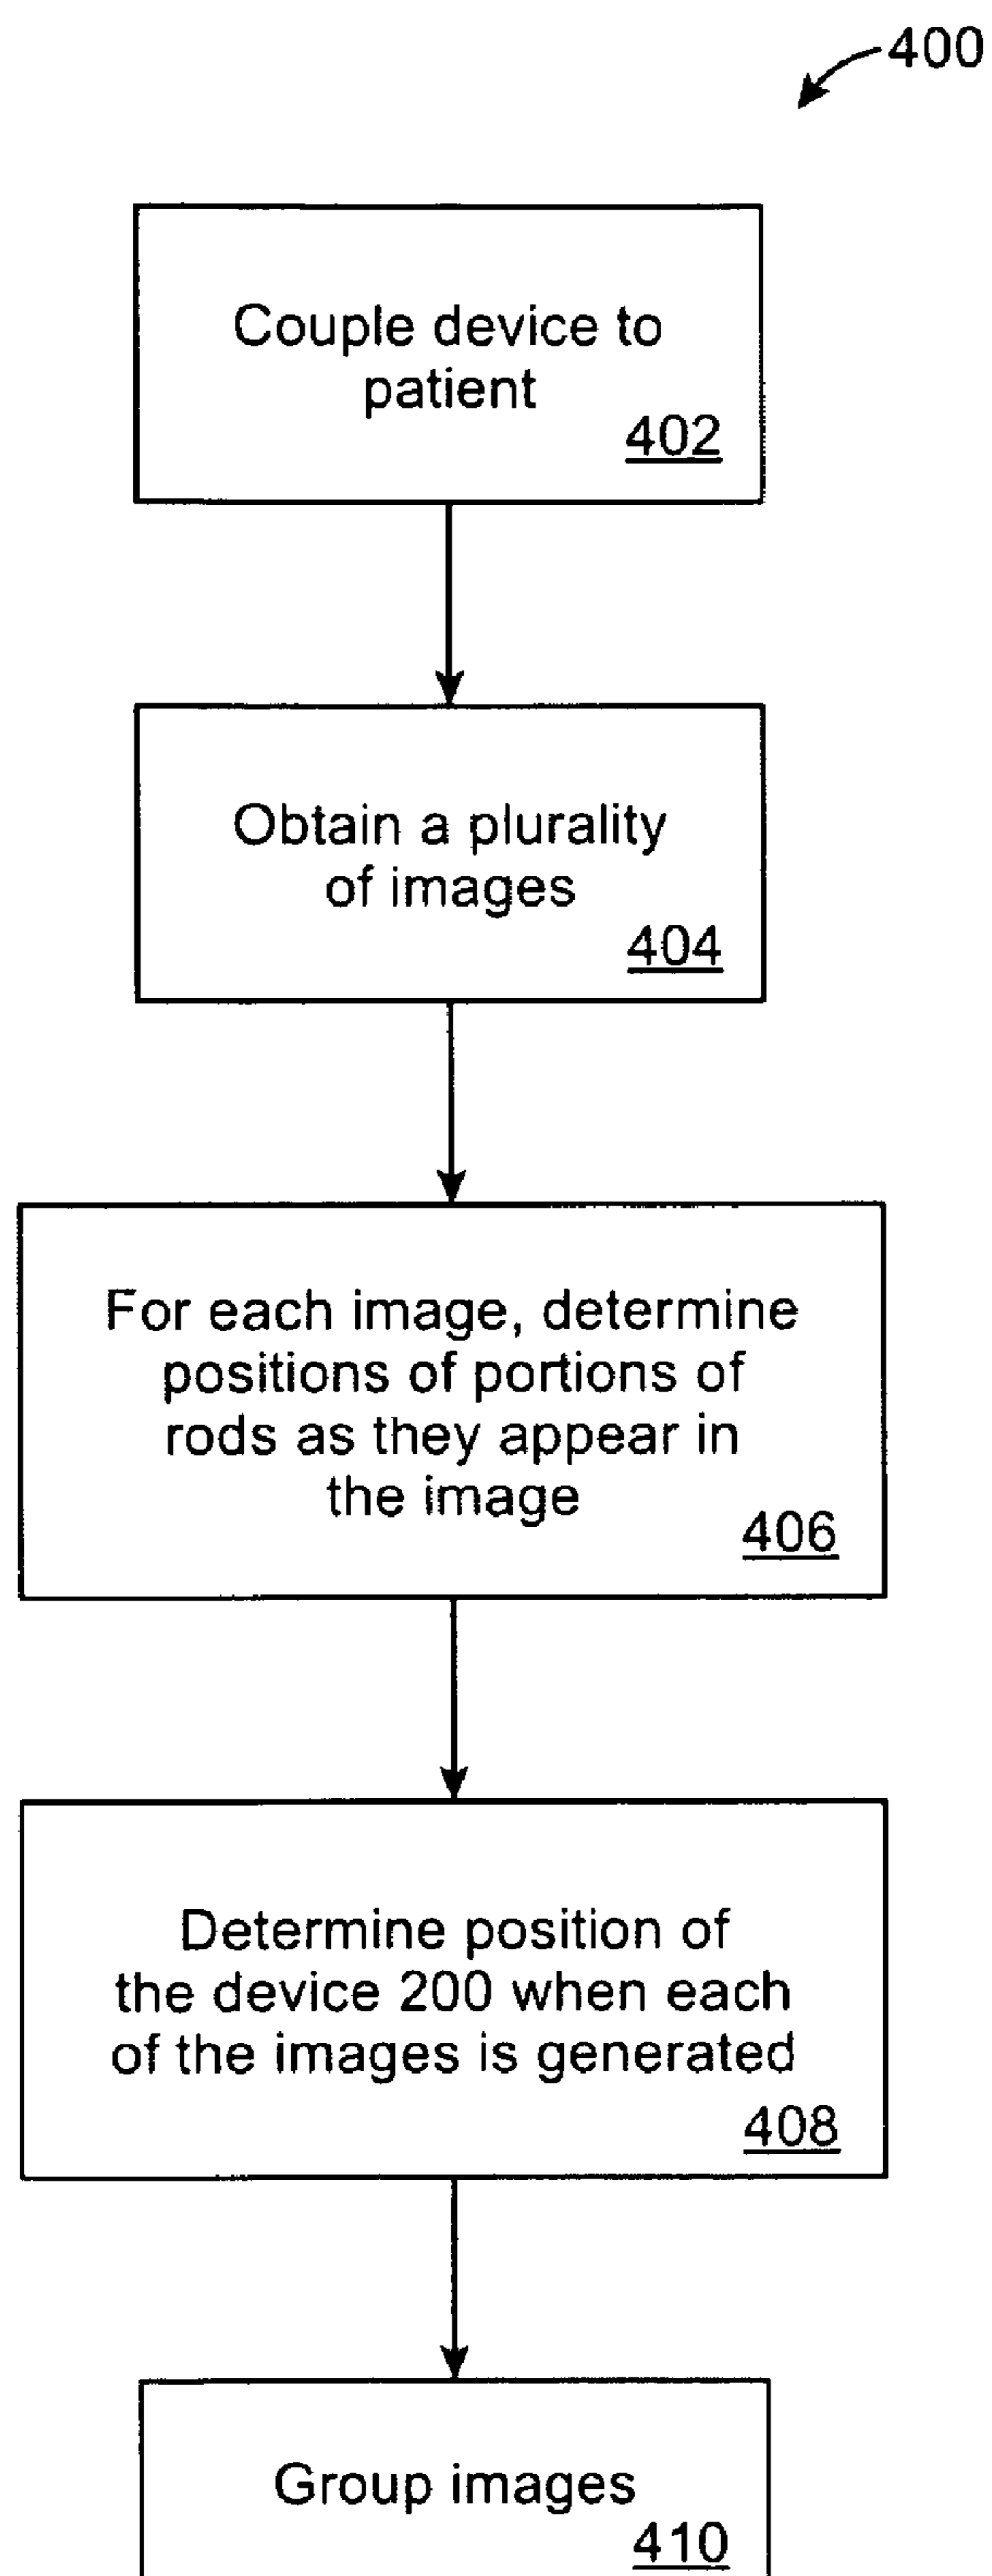 400
Couple device to
patient
402
Obtain a plurality
of images
404
For each image, determine
positions of portions of
rods as they appear in
the image
406
Determine position of
the device 200 when each
of the images is generated
408
Group images
410